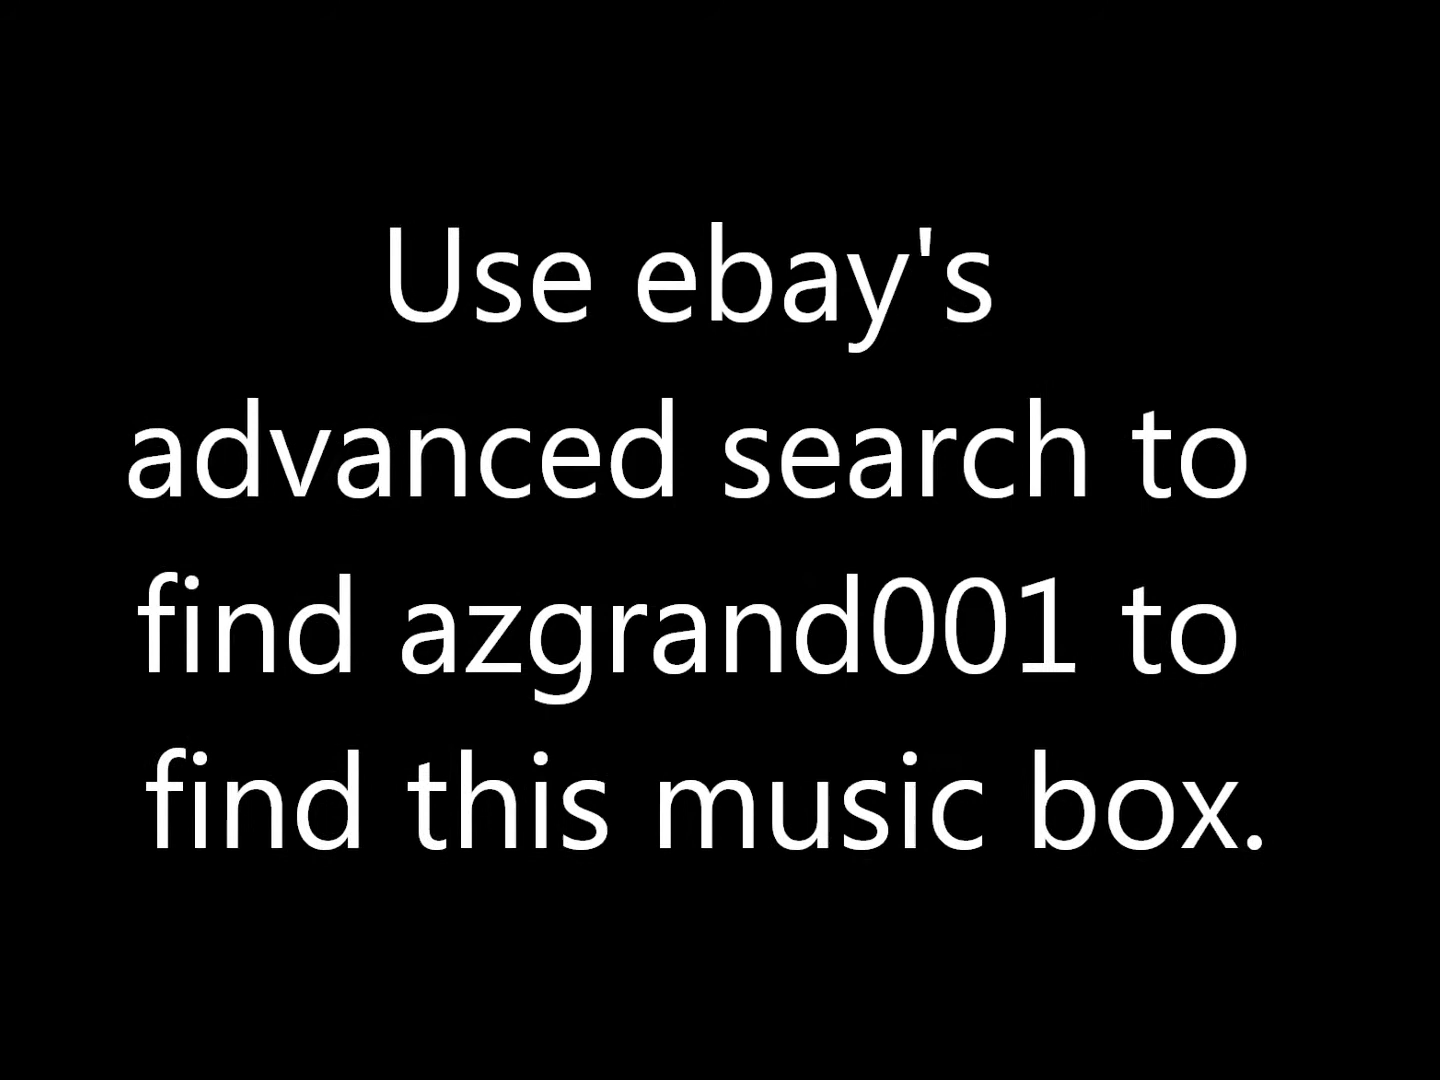 Use ebay's
advanced search to
find azgrand001 to
find this music box.